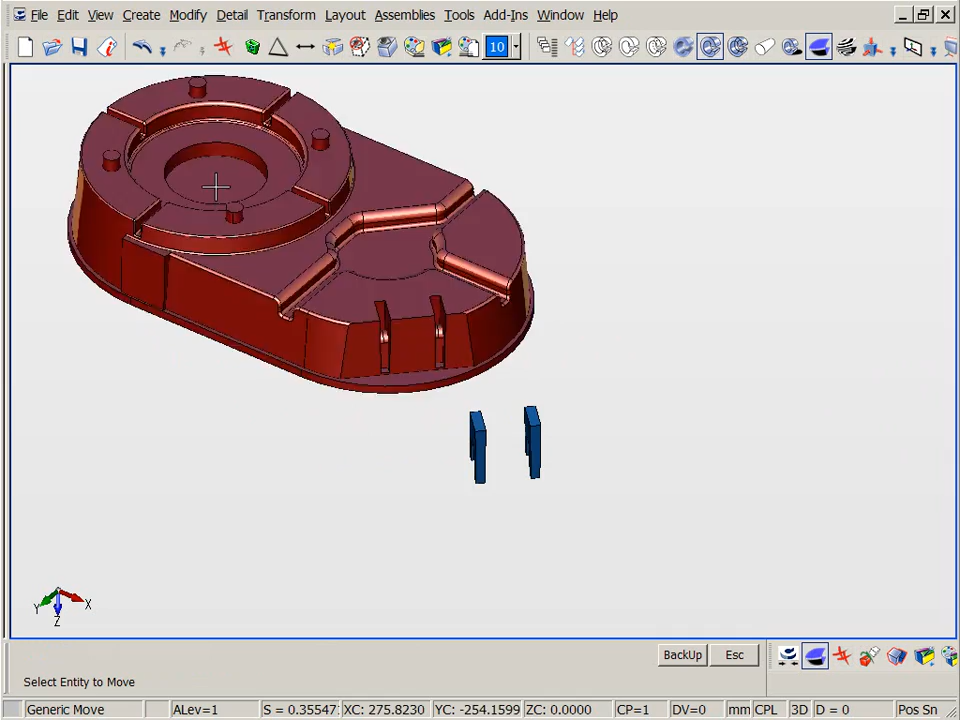 File Edit View Create Modify Detail Transform Layout Assemblies Tools Add-Ins Window Help
10
X
Y
Z
BackUp Esc
Select Entity to Move
Generic Move ALev=1 S = 0.35547 XC: 275.8230 YC: -254.1599 ZC: 0.0000 CP=1 DV=0 mm CPL 3D D = 0 Pos Sn